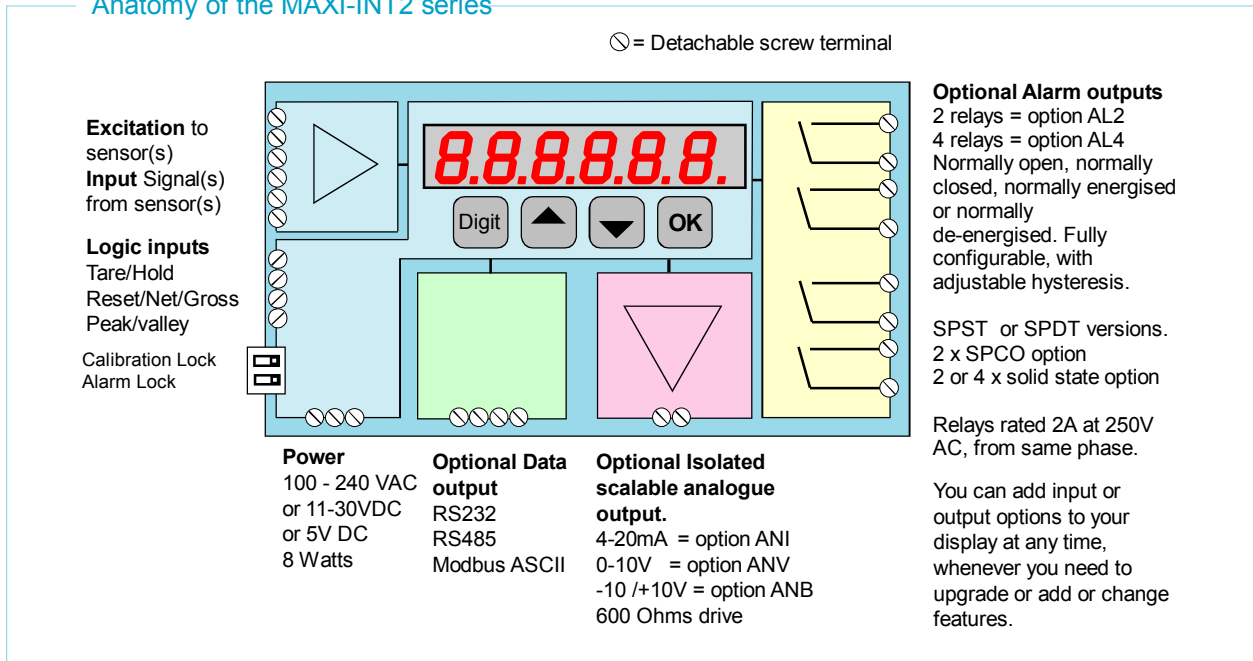 Anatomy of the MAXI-INT2 series
= Detachable screw terminal
Excitation to
sensor(s)
Input Signal(s)
from sensor(s)
Logic inputs
Tare/Hold
Reset/Net/Gross
Peak/valley
Calibration Lock
Alarm Lock
8.8.8.8.8.8.
Digit
OK
Optional Alarm outputs
2 relays = option AL2
4 relays = option AL4
Normally open, normally
closed, normally energised
or normally
de-energised. Fully
configurable, with
adjustable hysteresis.
SPST or SPDT versions.
2 x SPCO option
2 or 4 x solid state option
Relays rated 2A at 250V
AC, from same phase.
You can add input or
output options to your
display at any time,
whenever you need to
upgrade or add or change
features.
Power
100 - 240 VAC
or 11-30VDC
or 5V DC
8 Watts
Optional Data
output
RS232
RS485
Modbus ASCII
Optional Isolated
scalable analogue
output.
4-20mA = option ANI
0-10V = option ANV
-10 /+10V = option ANB
600 Ohms drive